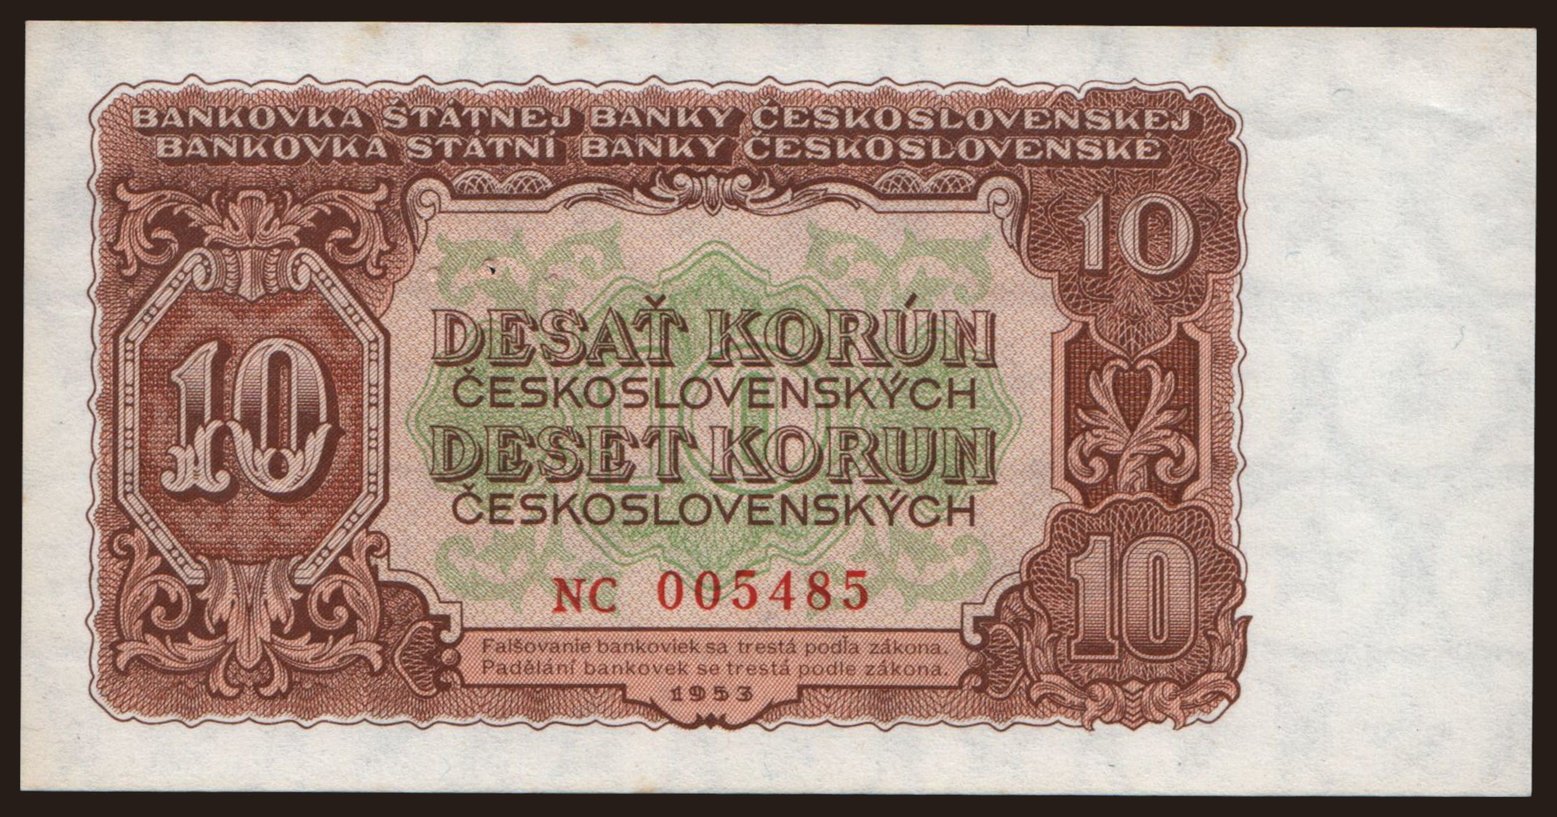 BANKOVKA ŠTÁTNEJ BANKY ČESKOSLOVENSKEJ
BANKOVKA STÁTNÍ BANKY ČESKOSLOVENSKÉ
10
10
DESAŤ KORÚN
ČESKOSLOVENSKÝCH
DESET KORUN
ČESKOSLOVENSKÝCH
10
10
NC 005485
Falšovanie bankoviek sa trestá podľa zákona.
Padělání bankovek se trestá podle zákona.
1953